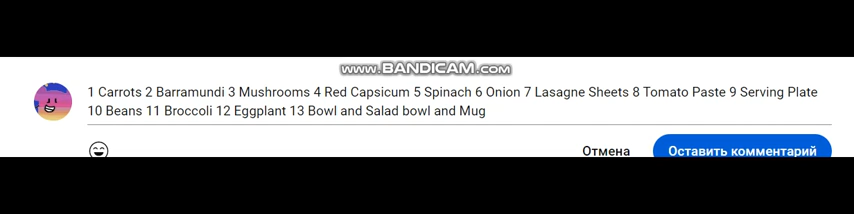 www.BANDICAM.com
1 Carrots 2 Barramundi 3 Mushrooms 4 Red Capsicum 5 Spinach 6 Onion 7 Lasagne Sheets 8 Tomato Paste 9 Serving Plate
10 Beans 11 Broccoli 12 Eggplant 13 Bowl and Salad bowl and Mug
Отмена Оставить комментарий